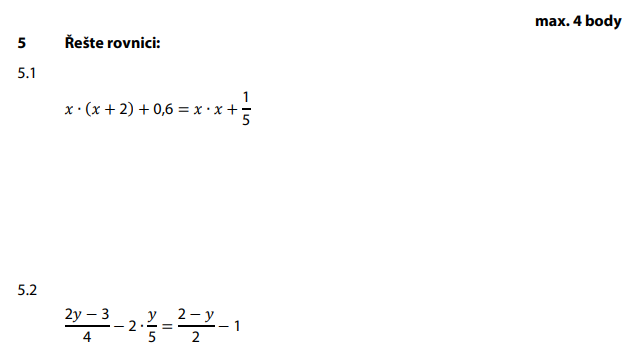 max. 4 body
5 Řešte rovnici:
5.1
x · (x + 2) + 0,6 = x · x + 1/5
5.2
(2y − 3)/4 − 2 · y/5 = (2 − y)/2 − 1